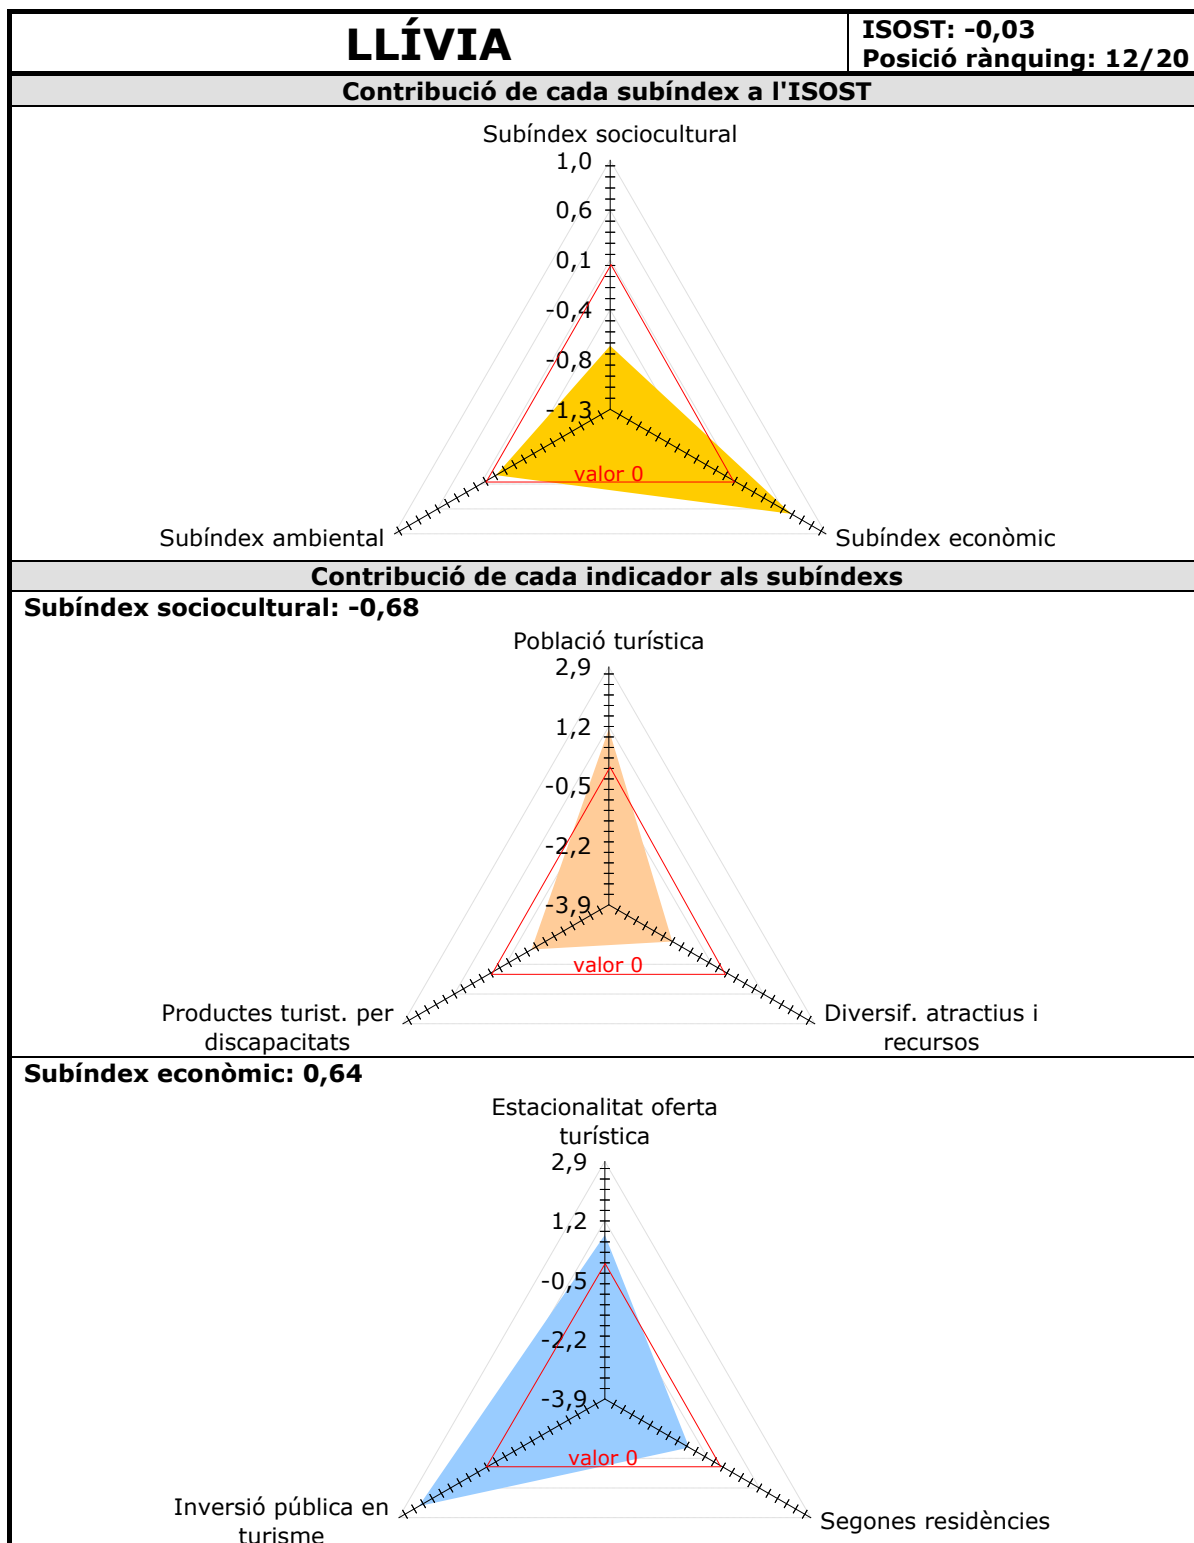 LLÍVIA
ISOST: -0,03
Posició rànquing: 12/20
Contribució de cada subíndex a l'ISOST
Subíndex sociocultural
1,0
0,6
0,1
-0,4
-0,8
-1,3
valor 0
Subíndex ambiental
Subíndex econòmic
Contribució de cada indicador als subíndexs
Subíndex sociocultural: -0,68
Població turística
2,9
1,2
-0,5
-2,2
-3,9
valor 0
Productes turist. per
discapacitats
Diversif. atractius i
recursos
Subíndex econòmic: 0,64
Estacionalitat oferta
turística
2,9
1,2
-0,5
-2,2
-3,9
valor 0
Inversió pública en
turisme
Segones residències